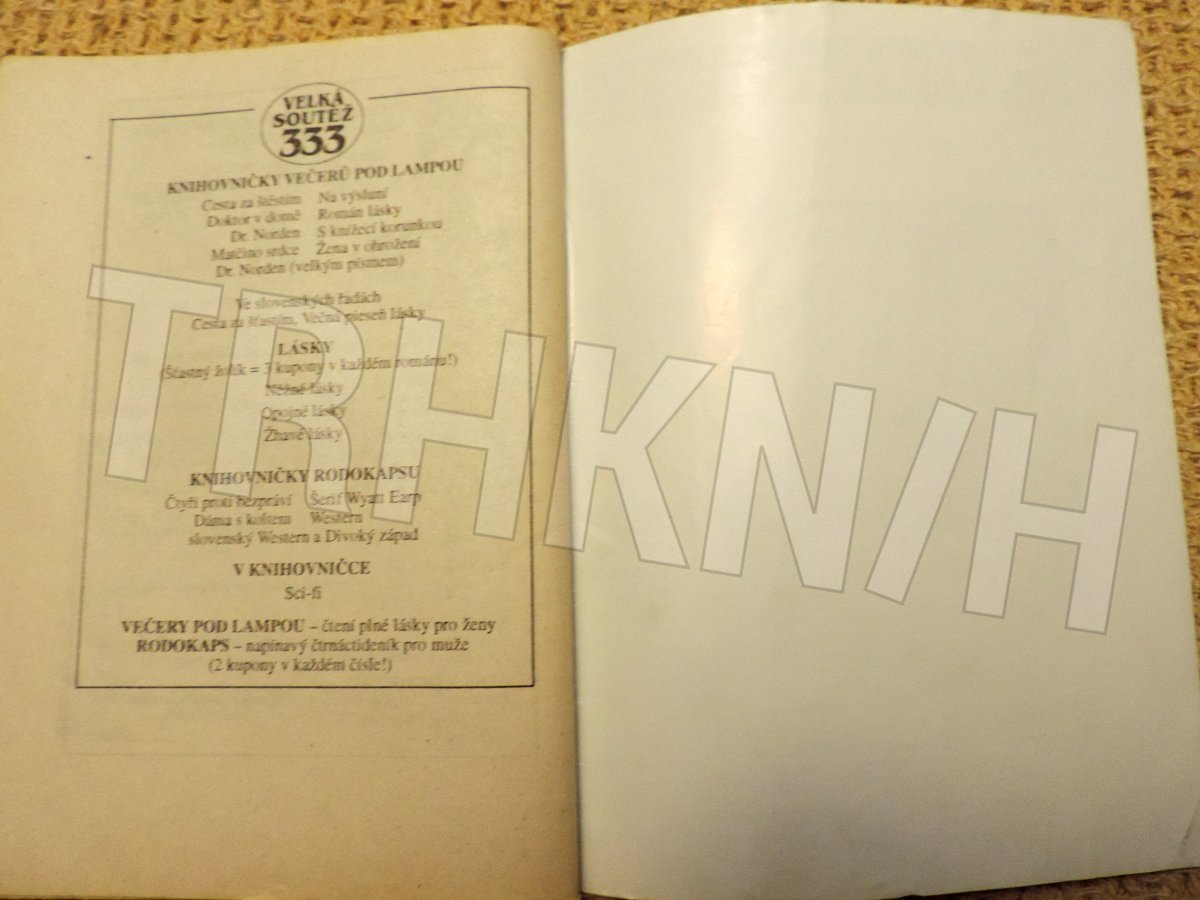 VELKÁ
SOUTĚŽ
333
KNIHOVNIČKY VEČERŮ POD LAMPOU
Cesta za štěstím Na výsluní
Doktor v domě Román lásky
Dr. Norden S knížecí korunkou
Matčino srdce Žena v ohrožení
Dr. Norden (velkým písmem)
Ve slovenských řadách
Cesta za šťastím, Večná pieseň lásky
LÁSKY
(Šťastný žolík = 3 kupony v každém románu!)
Něžné lásky
Opojné lásky
Žhavé lásky
KNIHOVNIČKY RODOKAPSU
Čtyři proti bezpráví Šerif Wyatt Earp
Dáma s koltem Western
slovenský Western a Divoký západ
V KNIHOVNIČCE
Sci-fi
VEČERY POD LAMPOU – čtení plné lásky pro ženy
RODOKAPS – napínavý čtrnáctideník pro muže
(2 kupony v každém čísle!)
TRHKN/H